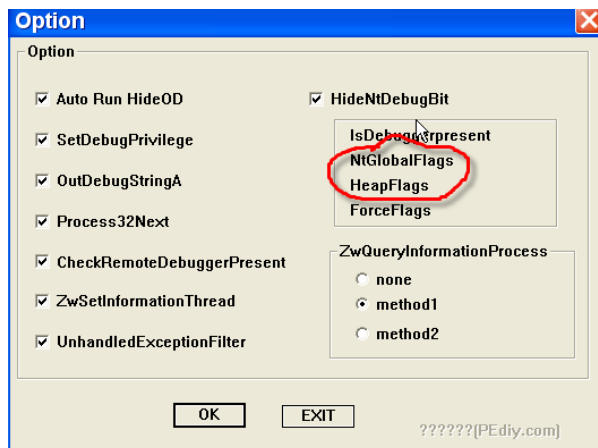 Option
Option
Auto Run HideOD
SetDebugPrivilege
OutDebugStringA
Process32Next
CheckRemoteDebuggerPresent
ZwSetInformationThread
UnhandledExceptionFilter
HideNtDebugBit
IsDebuggerpresent
NtGlobalFlags
HeapFlags
ForceFlags
ZwQueryInformationProcess
none
method1
method2
OK
EXIT
??????(PEdiy.com)